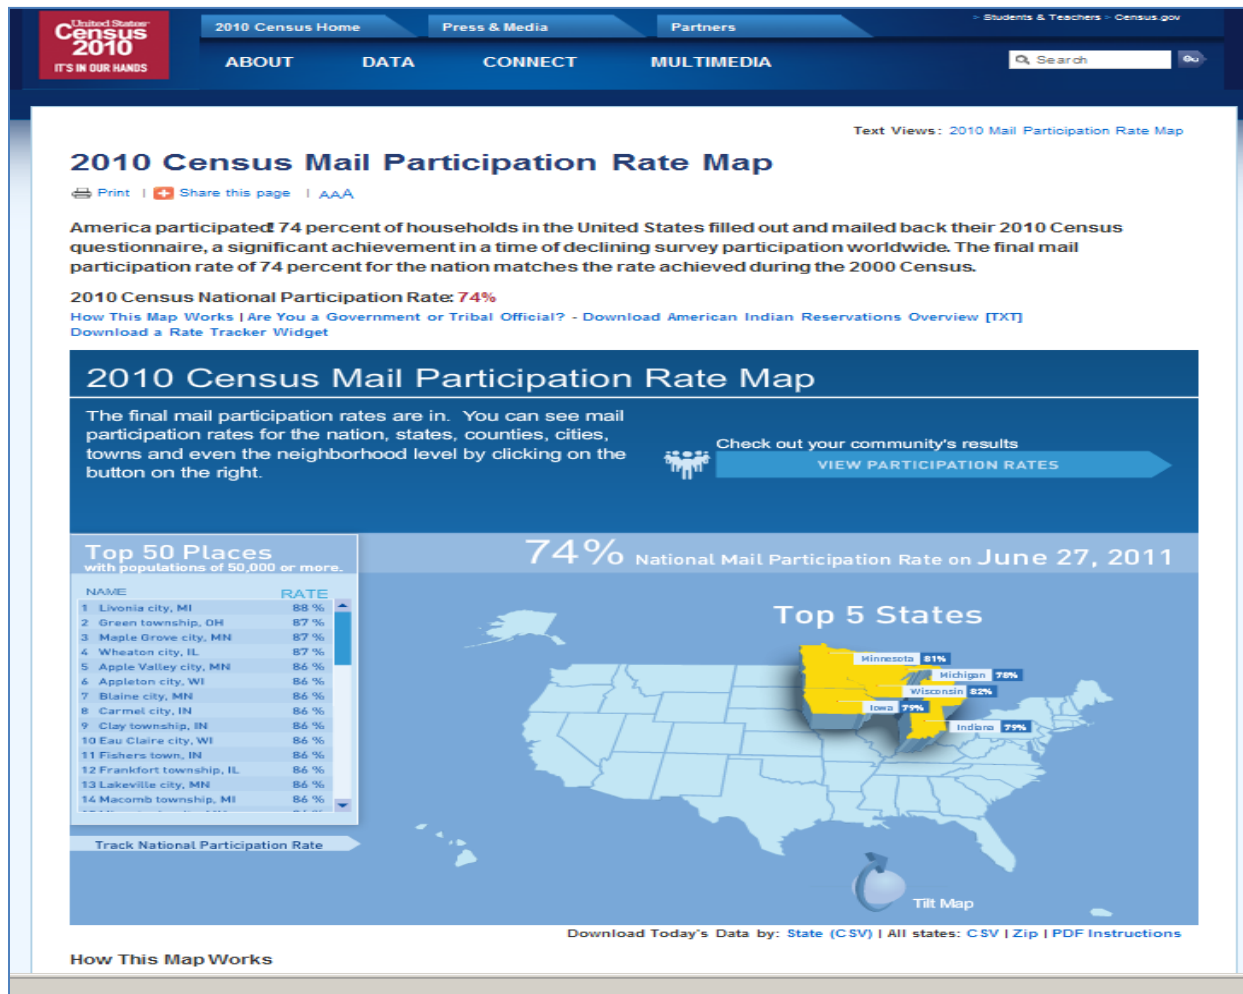 United States
Census
2010
IT'S IN OUR HANDS
2010 Census Home
Press & Media
Partners
> Students & Teachers > Census.gov
ABOUT
DATA
CONNECT
MULTIMEDIA
Search
Text Views: 2010 Mail Participation Rate Map
2010 Census Mail Participation Rate Map
Print | Share this page | AAA
America participated! 74 percent of households in the United States filled out and mailed back their 2010 Census
questionnaire, a significant achievement in a time of declining survey participation worldwide. The final mail
participation rate of 74 percent for the nation matches the rate achieved during the 2000 Census.
2010 Census National Participation Rate: 74%
How This Map Works | Are You a Government or Tribal Official? - Download American Indian Reservations Overview [TXT]
Download a Rate Tracker Widget
2010 Census Mail Participation Rate Map
The final mail participation rates are in. You can see mail
participation rates for the nation, states, counties, cities,
towns and even the neighborhood level by clicking on the
button on the right.
Check out your community's results
VIEW PARTICIPATION RATES
Top 50 Places
with populations of 50,000 or more.
NAME RATE
1 Livonia city, MI 88 %
2 Green township, OH 87 %
3 Maple Grove city, MN 87 %
4 Wheaton city, IL 87 %
5 Apple Valley city, MN 86 %
6 Appleton city, WI 86 %
7 Blaine city, MN 86 %
8 Carmel city, IN 86 %
9 Clay township, IN 86 %
10 Eau Claire city, WI 86 %
11 Fishers town, IN 86 %
12 Frankfort township, IL 86 %
13 Lakeville city, MN 86 %
14 Macomb township, MI 86 %
Track National Participation Rate
74% National Mail Participation Rate on June 27, 2011
Top 5 States
Minnesota 81%
Michigan 78%
Wisconsin 82%
Iowa 79%
Indiana 79%
Tilt Map
Download Today's Data by: State (CSV) | All states: CSV | Zip | PDF Instructions
How This Map Works